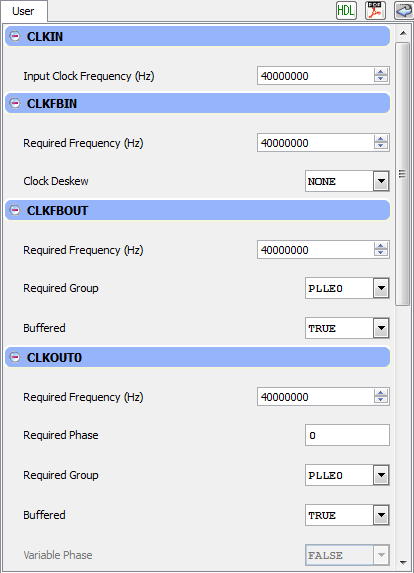 User
HDL
PDF
CLKIN
Input Clock Frequency (Hz) 40000000
CLKFBIN
Required Frequency (Hz) 40000000
Clock Deskew NONE
CLKFBOUT
Required Frequency (Hz) 40000000
Required Group PLLE0
Buffered TRUE
CLKOUT0
Required Frequency (Hz) 40000000
Required Phase 0
Required Group PLLE0
Buffered TRUE
Variable Phase FALSE